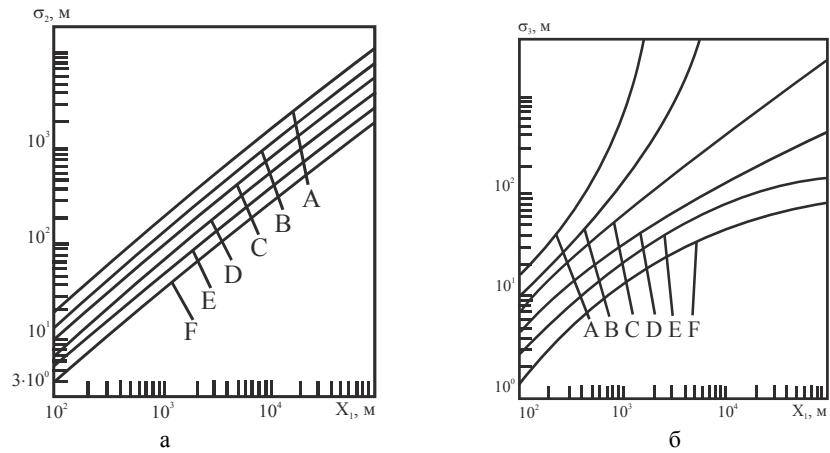 σ₂, м
10³
10²
10¹
3·10⁰
10² 10³ 10⁴ X₁, м
A
B
C
D
E
F
а
σ₃, м
10²
10¹
10⁰
10² 10³ 10⁴ X₁, м
A B C D E F
б